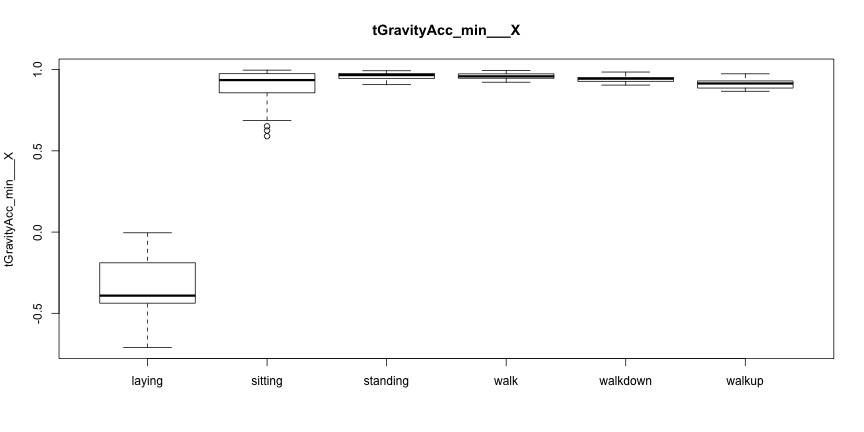 tGravityAcc_min___X
tGravityAcc_min___X
1.0
0.5
0.0
-0.5
laying sitting standing walk walkdown walkup